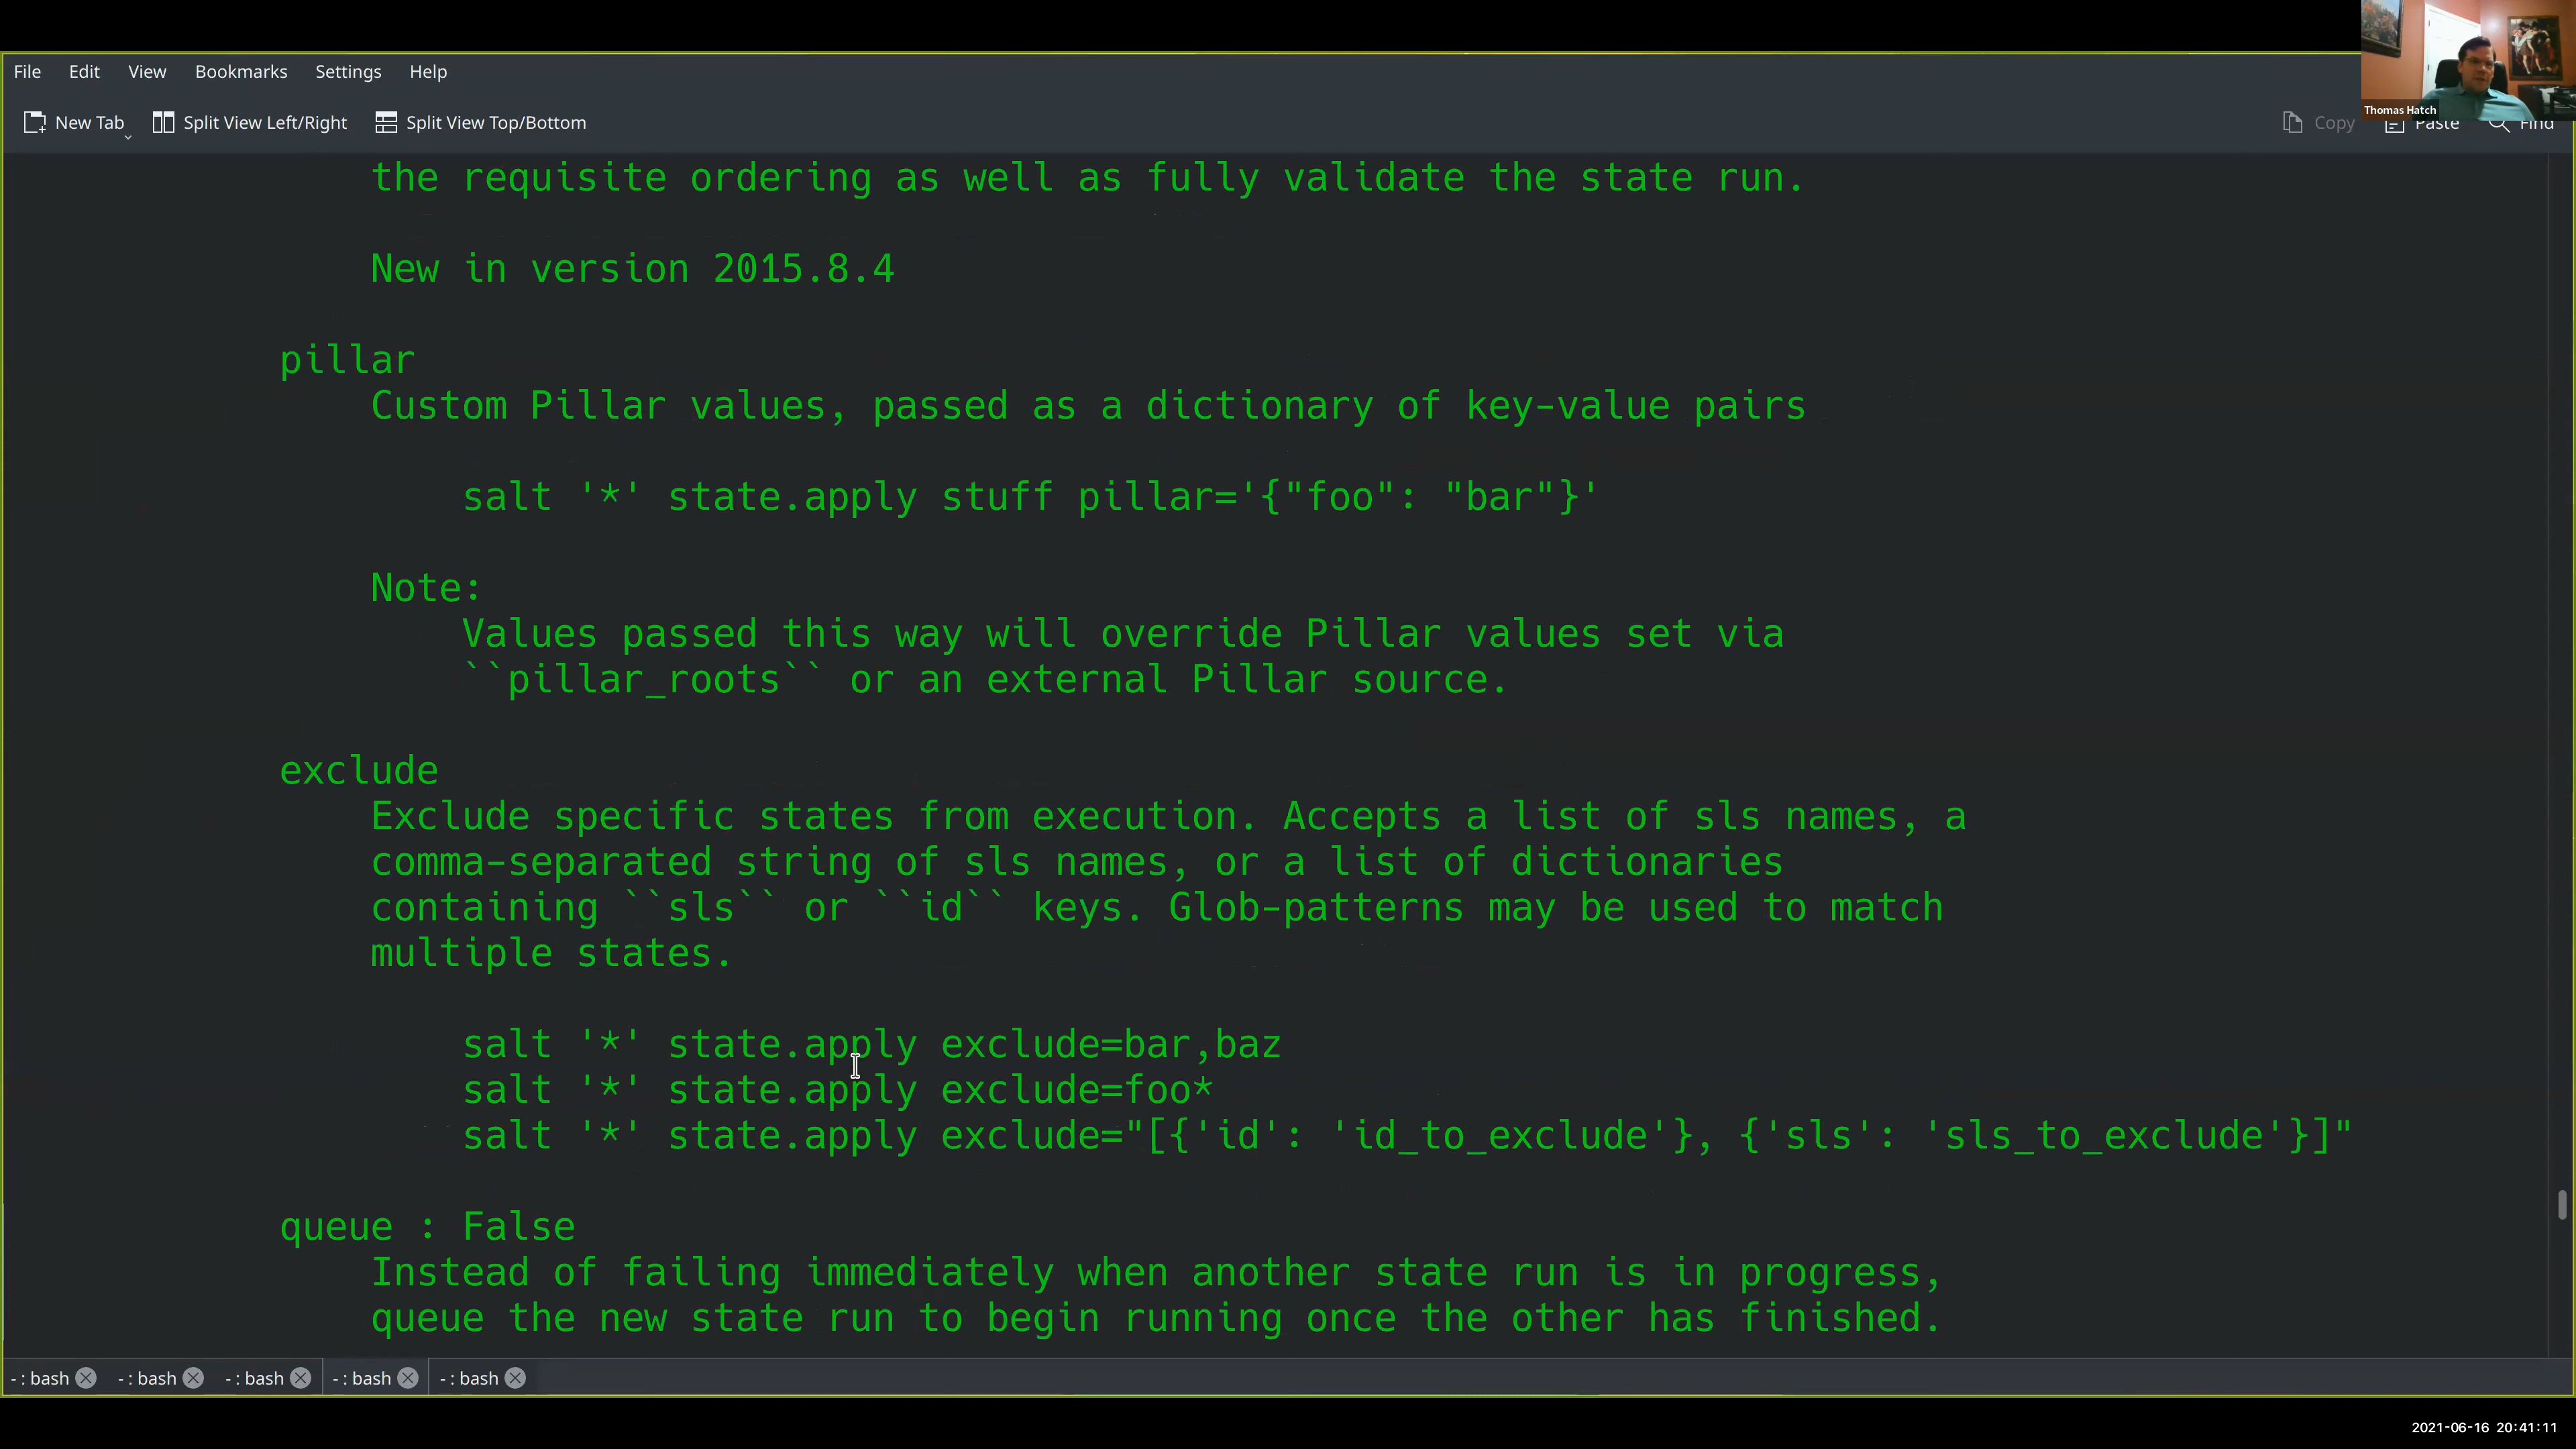 File Edit View Bookmarks Settings Help
Thomas Hatch
New Tab Split View Left/Right Split View Top/Bottom Copy Paste Find
the requisite ordering as well as fully validate the state run.
New in version 2015.8.4
pillar
Custom Pillar values, passed as a dictionary of key-value pairs
salt '*' state.apply stuff pillar='{"foo": "bar"}'
Note:
Values passed this way will override Pillar values set via
``pillar_roots`` or an external Pillar source.
exclude
Exclude specific states from execution. Accepts a list of sls names, a
comma-separated string of sls names, or a list of dictionaries
containing ``sls`` or ``id`` keys. Glob-patterns may be used to match
multiple states.
salt '*' state.apply exclude=bar,baz
salt '*' state.apply exclude=foo*
salt '*' state.apply exclude="[{'id': 'id_to_exclude'}, {'sls': 'sls_to_exclude'}]"
queue : False
Instead of failing immediately when another state run is in progress,
queue the new state run to begin running once the other has finished.
- : bash - : bash - : bash - : bash - : bash
2021-06-16 20:41:11